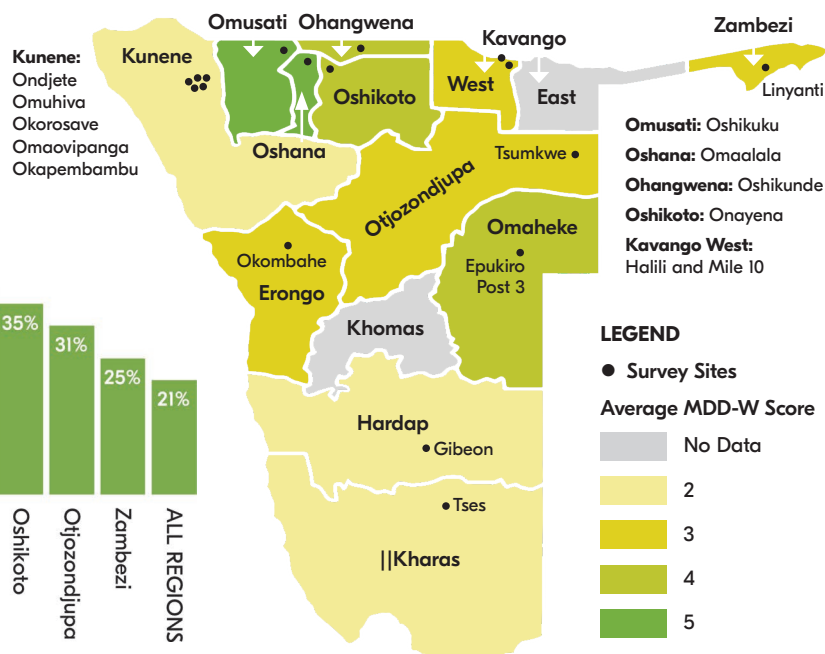 Omusati
Ohangwena
Zambezi
Kavango
Kunene
Kunene:
Ondjete
Omuhiva
Okorosave
Omaovipanga
Okapembambu
West
East
Oshikoto
Linyanti
Omusati: Oshikuku
Oshana: Omaalala
Ohangwena: Oshikunde
Oshikoto: Onayena
Kavango West:
Halili and Mile 10
Oshana
Tsumkwe
Otjozondjupa
Omaheke
Epukiro
Post 3
Okombahe
Erongo
Khomas
Hardap
Gibeon
Tses
||Kharas
35%
31%
25%
21%
Oshikoto
Otjozondjupa
Zambezi
ALL REGIONS
LEGEND
Survey Sites
Average MDD-W Score
No Data
2
3
4
5